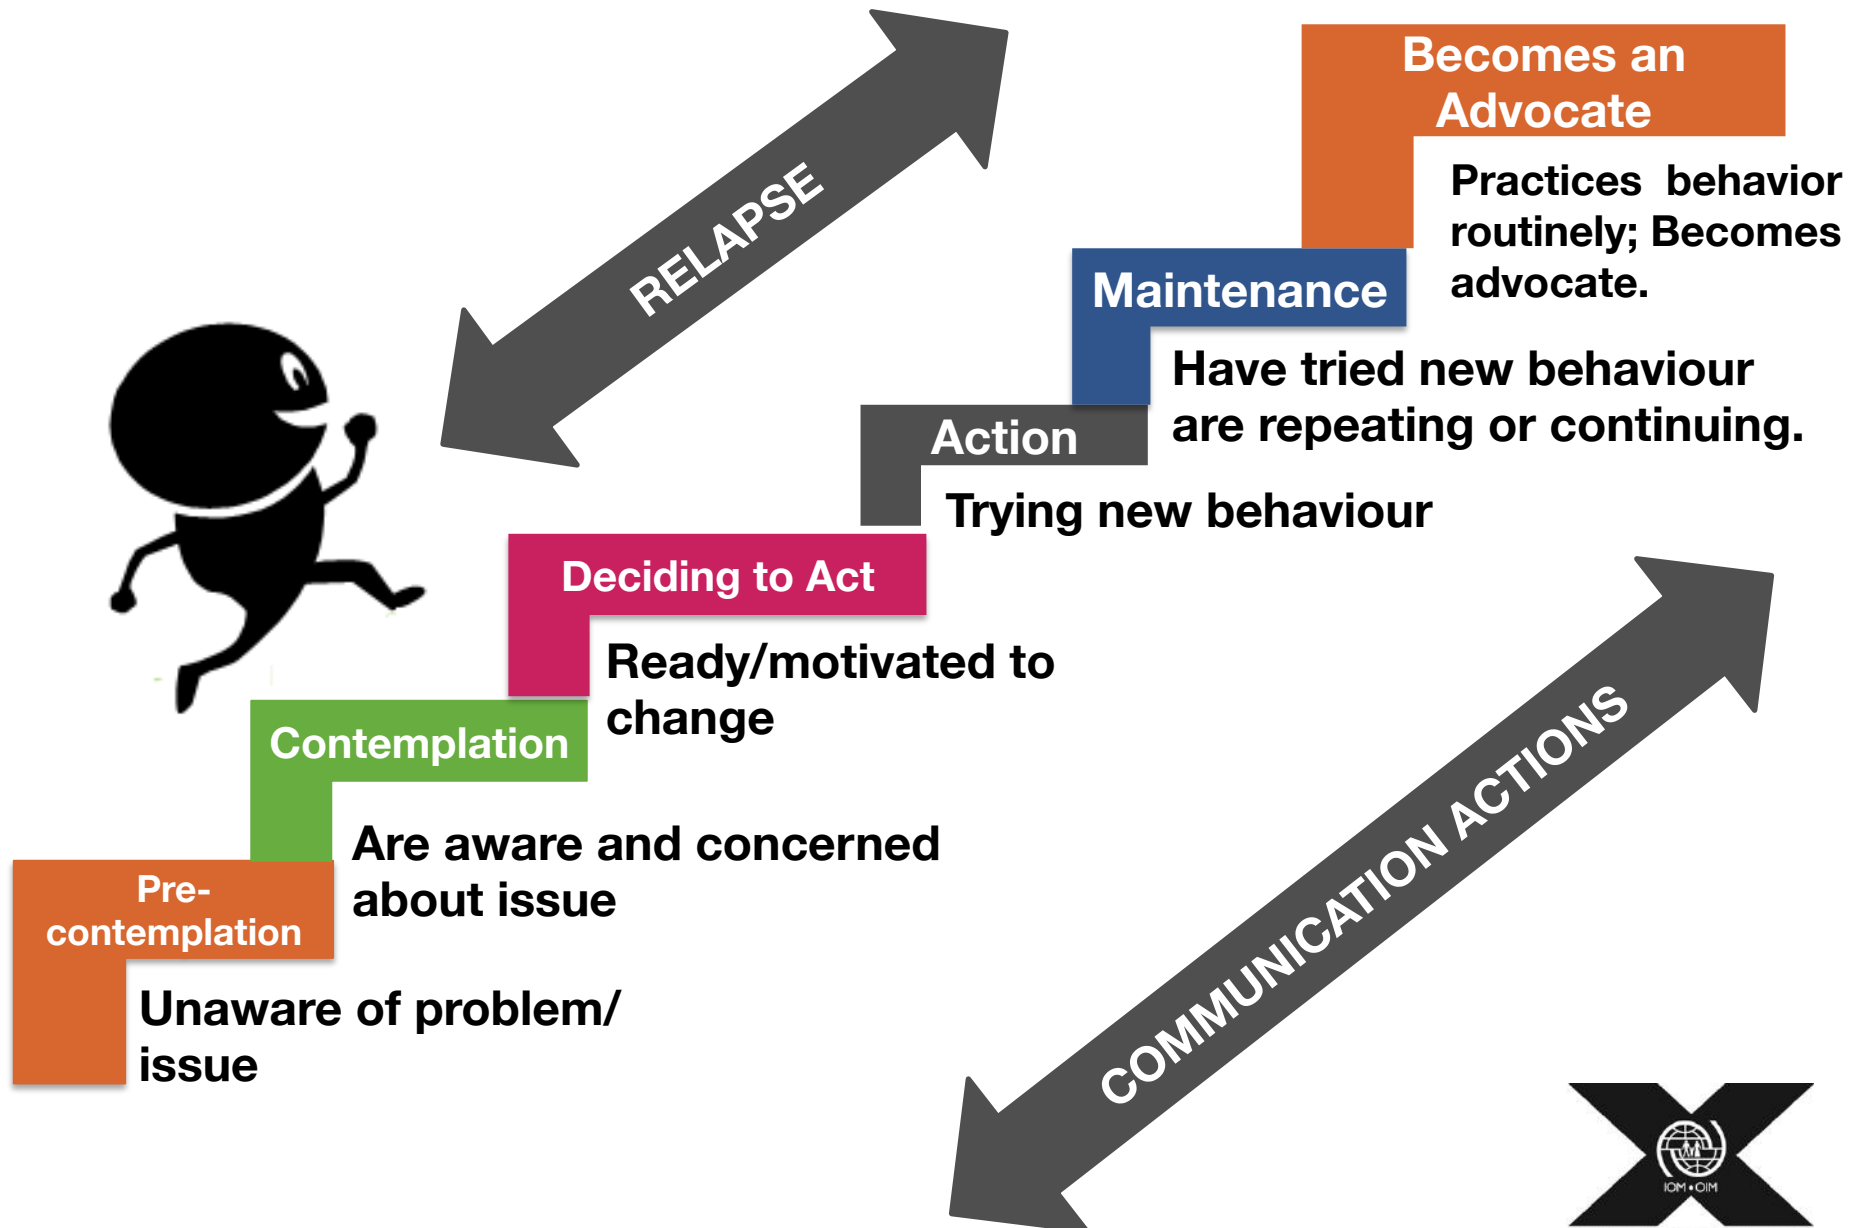 Becomes an
Advocate
Practices behavior
routinely; Becomes
advocate.
RELAPSE
Maintenance
Have tried new behaviour
are repeating or continuing.
Action
Trying new behaviour
Deciding to Act
Ready/motivated to
change
Contemplation
Are aware and concerned
about issue
Pre-
contemplation
Unaware of problem/
issue
COMMUNICATION ACTIONS
IOM • OIM